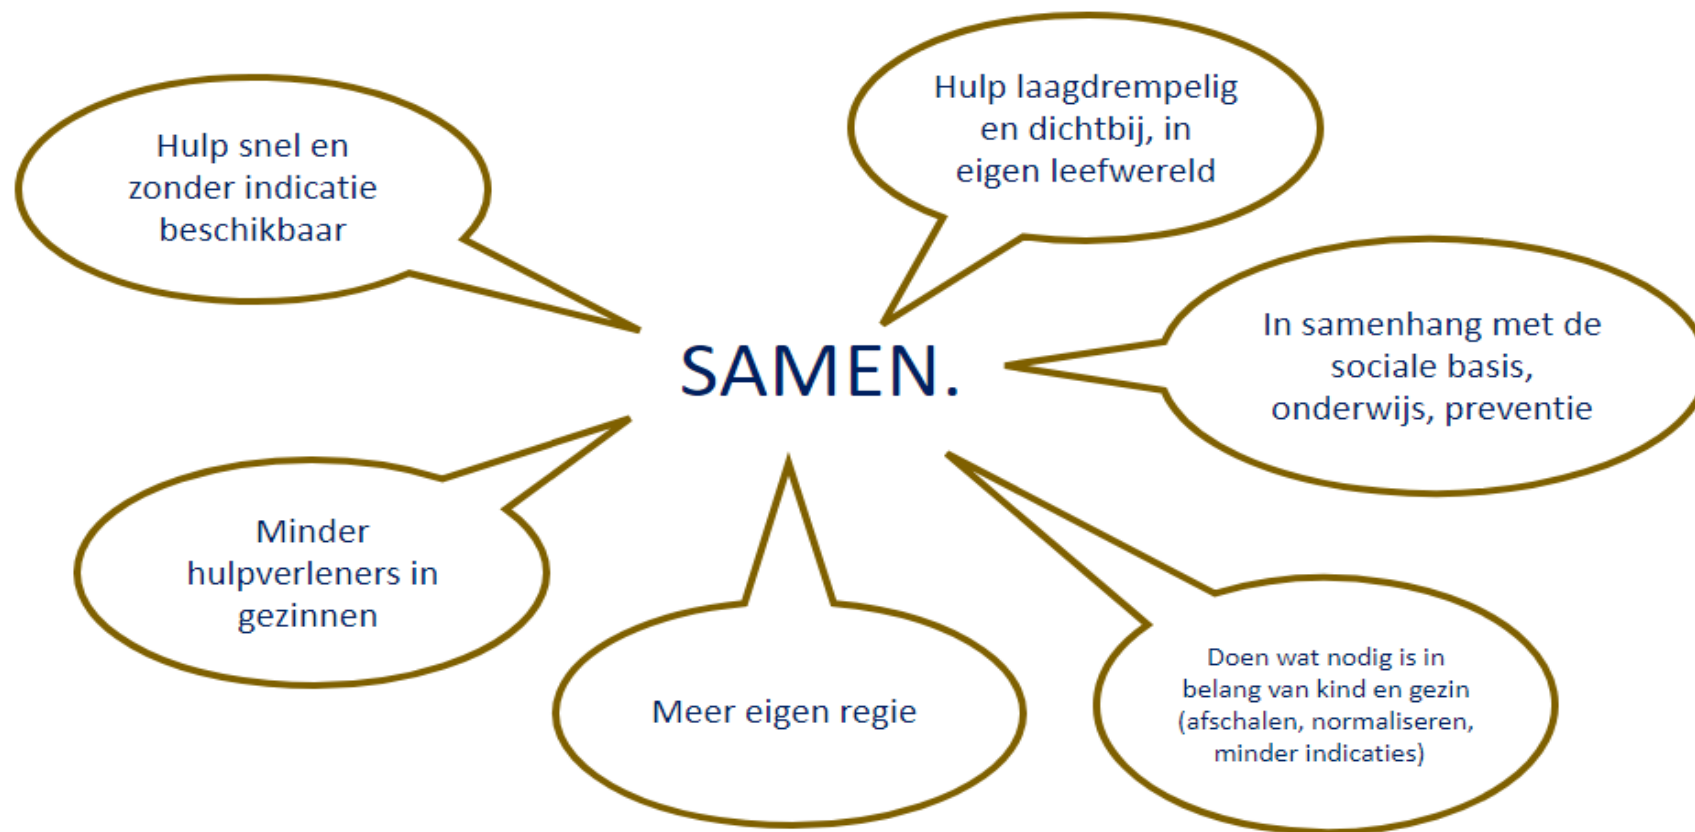 Hulp snel en
zonder indicatie
beschikbaar
Hulp laagdrempelig
en dichtbij, in
eigen leefwereld
SAMEN.
In samenhang met de
sociale basis,
onderwijs, preventie
Minder
hulpverleners in
gezinnen
Meer eigen regie
Doen wat nodig is in
belang van kind en gezin
(afschalen, normaliseren,
minder indicaties)